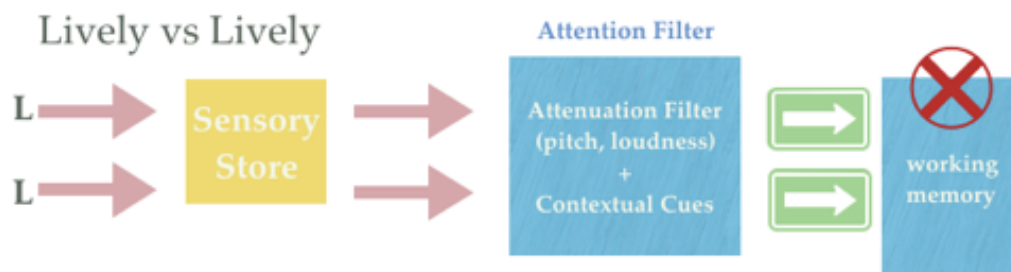 Lively vs Lively
Attention Filter
L
L
Sensory
Store
Attenuation Filter
(pitch, loudness)
+
Contextual Cues
working
memory